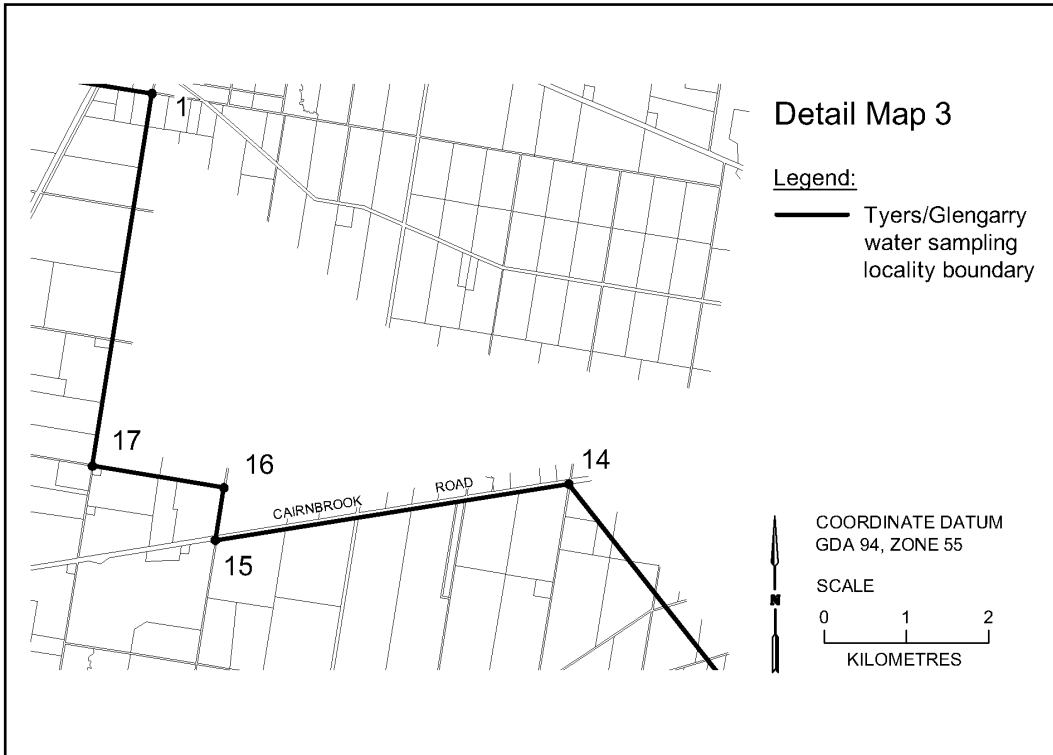 Detail Map 3
Legend:
Tyers/Glengarry
water sampling
locality boundary
1
17
16
14
CAIRNBROOK ROAD
15
COORDINATE DATUM
GDA 94, ZONE 55
N
SCALE
0 1 2
KILOMETRES